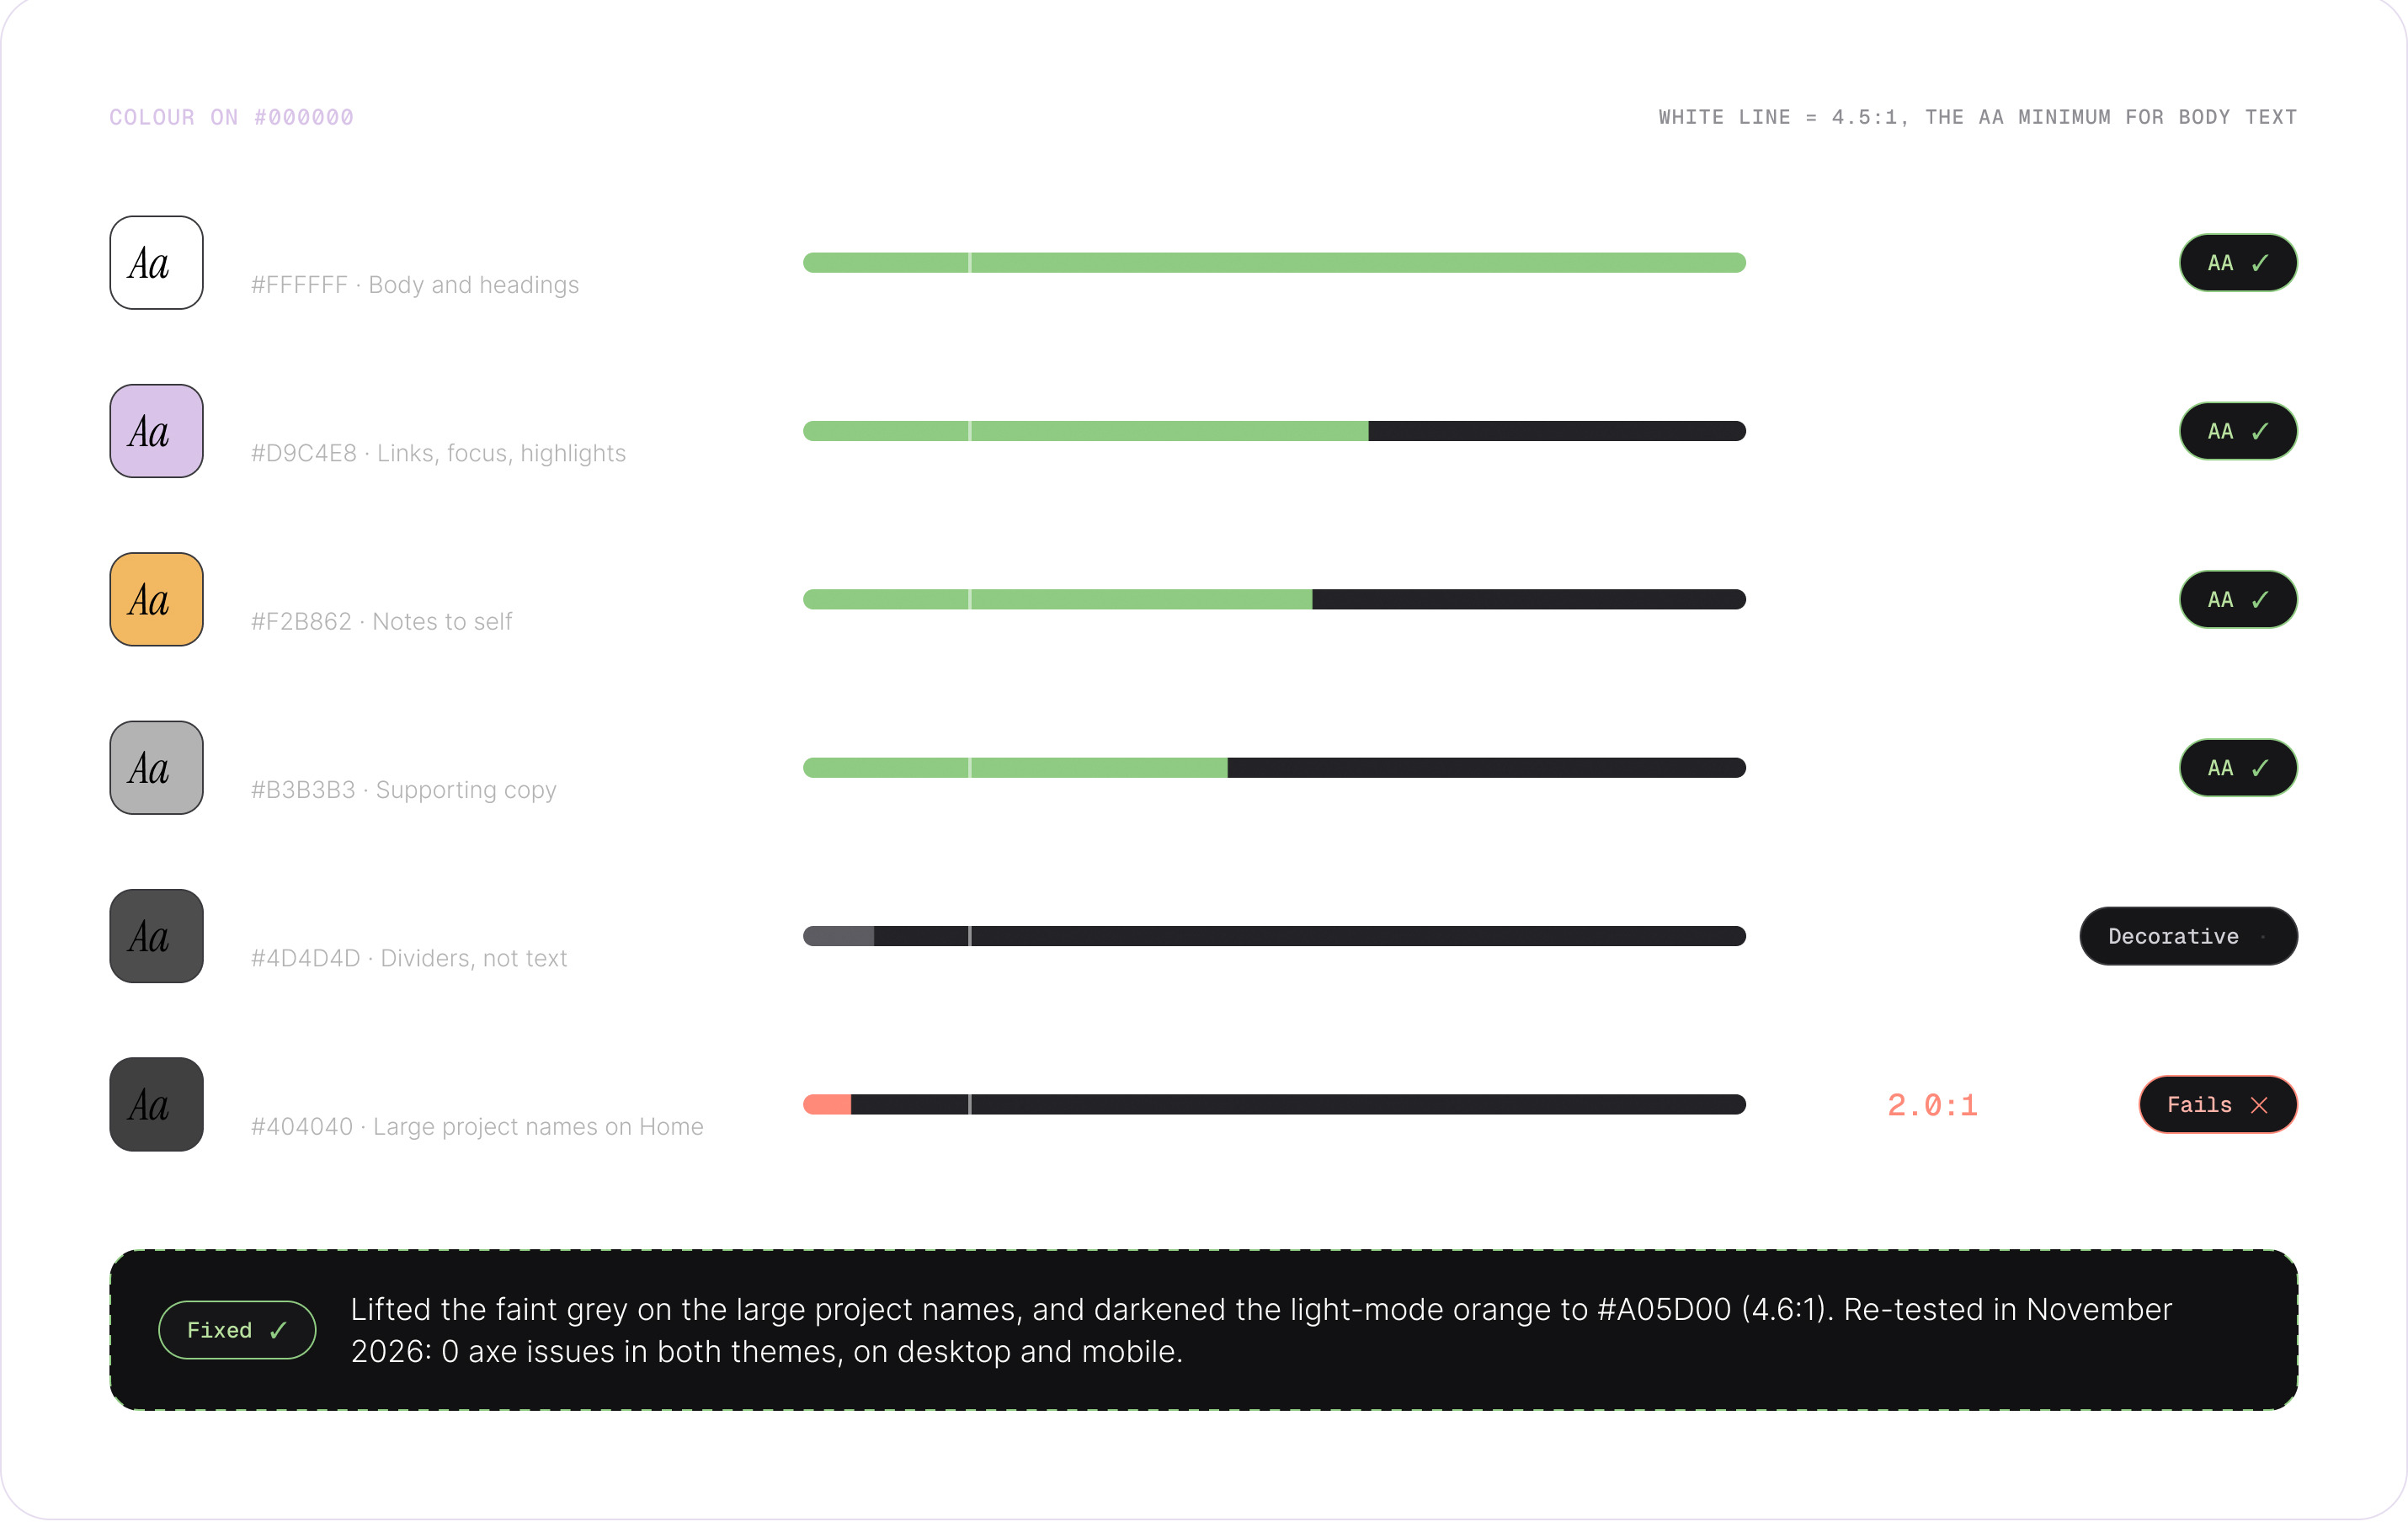 COLOUR ON #000000
WHITE LINE = 4.5:1, THE AA MINIMUM FOR BODY TEXT
Aa
#FFFFFF · Body and headings
AA ✓
Aa
#D9C4E8 · Links, focus, highlights
AA ✓
Aa
#F2B862 · Notes to self
AA ✓
Aa
#B3B3B3 · Supporting copy
AA ✓
Aa
#4D4D4D · Dividers, not text
Decorative ·
Aa
#404040 · Large project names on Home
2.0:1
Fails ×
Fixed ✓
Lifted the faint grey on the large project names, and darkened the light-mode orange to #A05D00 (4.6:1). Re-tested in November
2026: 0 axe issues in both themes, on desktop and mobile.